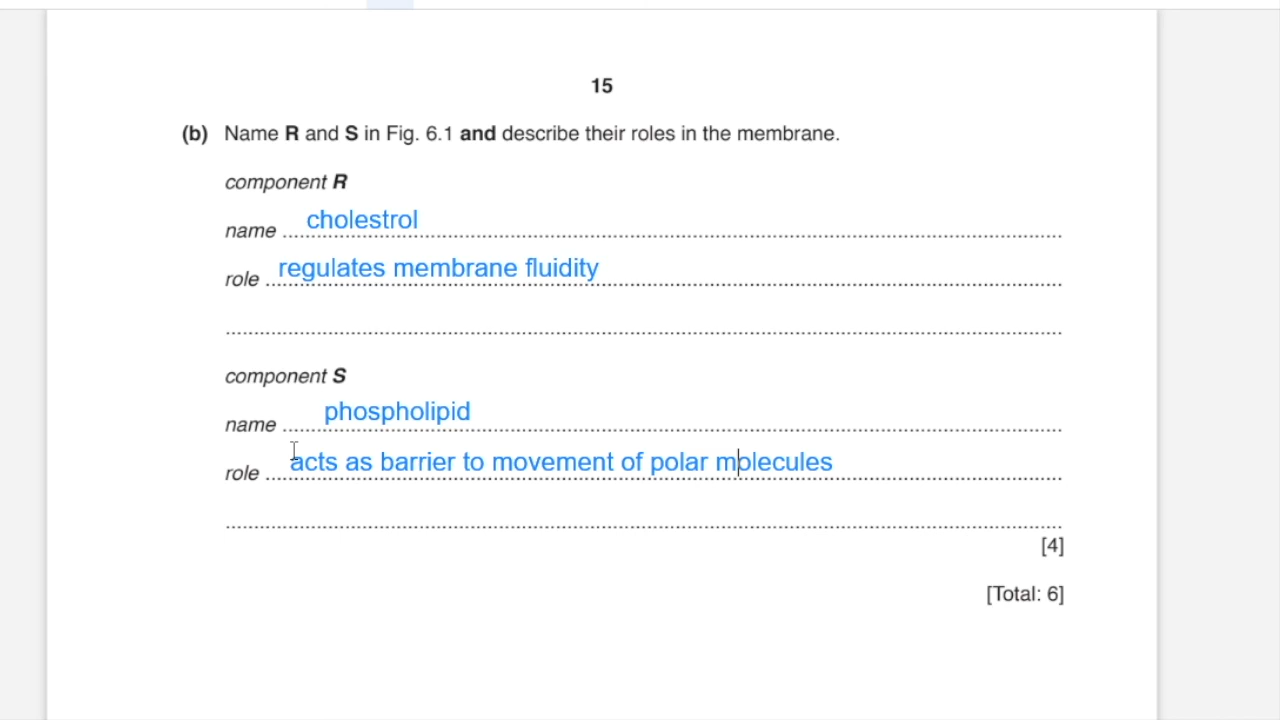 15
(b) Name R and S in Fig. 6.1 and describe their roles in the membrane.
component R
name ... cholestrol
role ... regulates membrane fluidity
component S
name ... phospholipid
role ... acts as barrier to movement of polar molecules
[4]
[Total: 6]